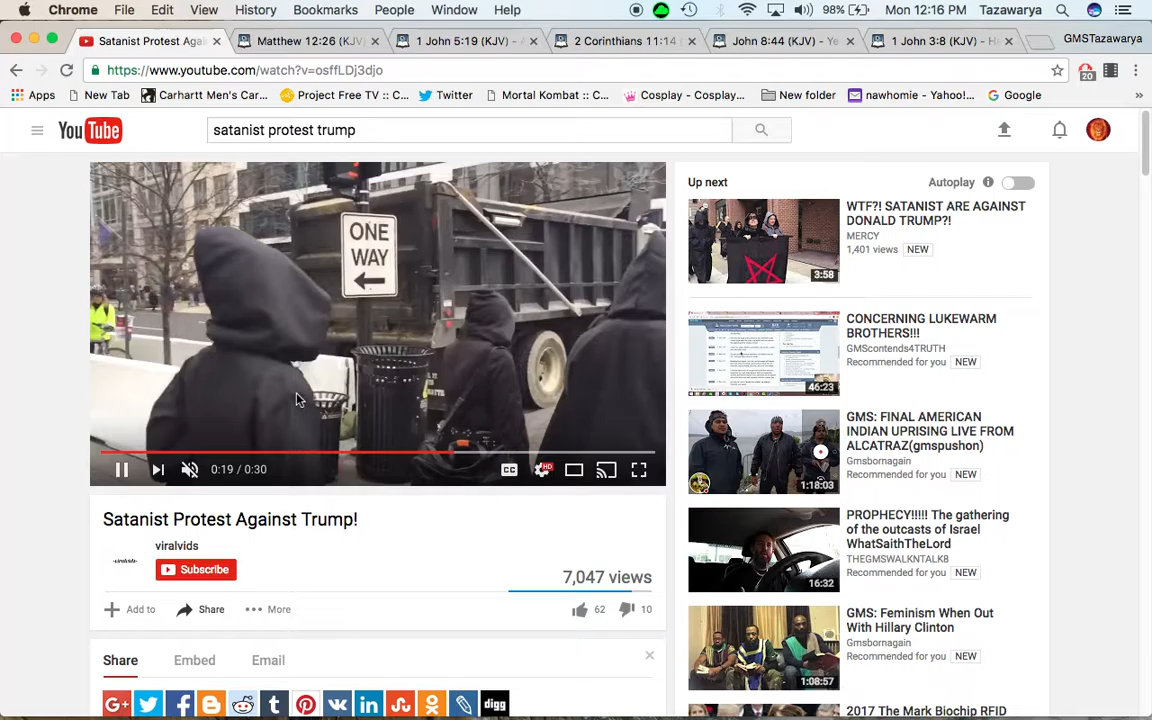 Chrome File Edit View History Bookmarks People Window Help 98% Mon 12:16 PM Tazawarya
Satanist Protest Aga
Matthew 12:26 (KJV)
1 John 5:19 (KJV) - A
2 Corinthians 11:14
John 8:44 (KJV) - Ye
1 John 3:8 (KJV) - He
GMSTazawarya
https://www.youtube.com/watch?v=osffLDj3djo
20
Apps New Tab Carhartt Men's Car... Project Free TV :: C... Twitter Mortal Kombat :: C... Cosplay - Cosplay... New folder nawhomie - Yahoo!... Google »
YouTube
satanist protest trump
ONE
WAY
0:19 / 0:30
CC
HD
Satanist Protest Against Trump!
viralvids
viralvids
Subscribe
7,047 views
Add to Share More
62 10
Share Embed Email
G+
digg
Up next
Autoplay
WTF?! SATANIST ARE AGAINST
DONALD TRUMP?!
MERCY
1,401 views NEW
3:58
CONCERNING LUKEWARM
BROTHERS!!!
GMScontends4TRUTH
Recommended for you NEW
46:23
GMS: FINAL AMERICAN
INDIAN UPRISING LIVE FROM
ALCATRAZ(gmspushon)
Gmsbornagain
Recommended for you NEW
1:18:03
PROPHECY!!!!! The gathering
of the outcasts of Israel
WhatSaithTheLord
THEGMSWALKNTALK8
Recommended for you NEW
16:32
GMS: Feminism When Out
With Hillary Clinton
Gmsbornagain
Recommended for you NEW
1:08:57
2017 The Mark Biochip RFID